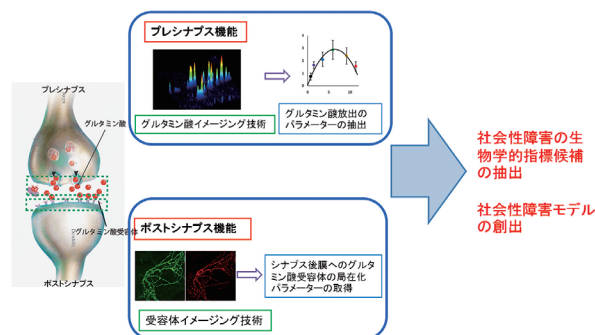 プレシナプス機能
グルタミン酸イメージング技術
グルタミン酸放出の
パラメーターの抽出
プレシナプス
グルタミン酸
グルタミン酸受容体
ポストシナプス
ポストシナプス機能
シナプス後膜へのグルタ
ミン酸受容体の局在化
パラメーターの取得
受容体イメージング技術
社会性障害の生
物学的指標候補
の抽出
社会性障害モデル
の創出